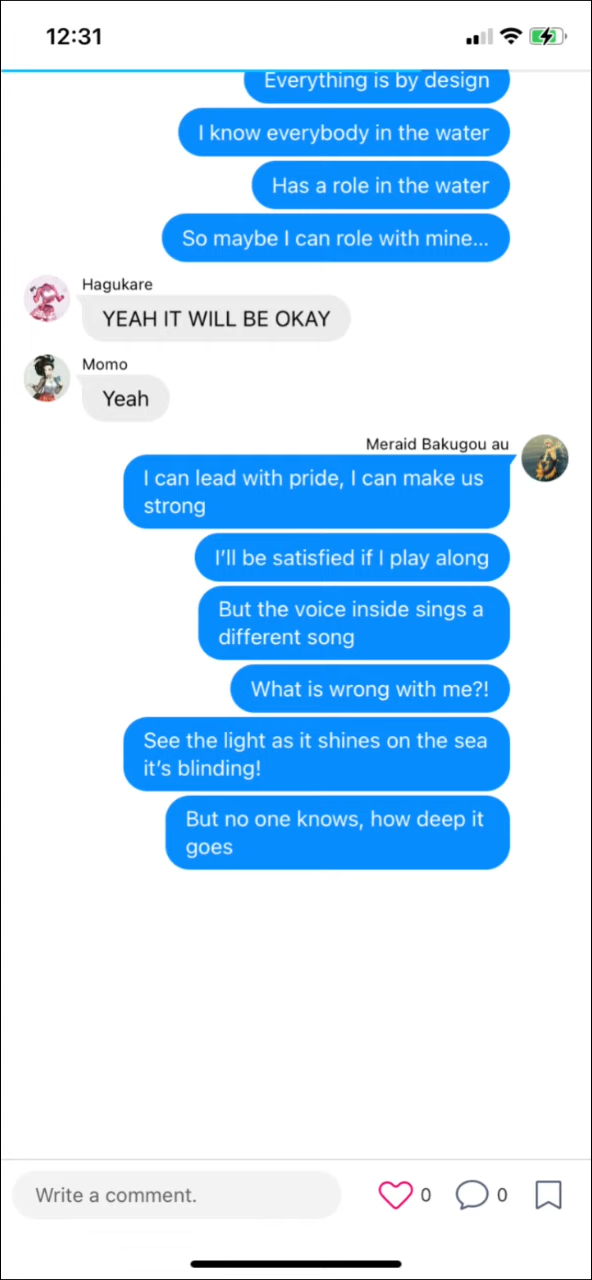 12:31
Everything is by design
I know everybody in the water
Has a role in the water
So maybe I can role with mine...
Hagukare
YEAH IT WILL BE OKAY
Momo
Yeah
Meraid Bakugou au
I can lead with pride, I can make us
strong
I'll be satisfied if I play along
But the voice inside sings a
different song
What is wrong with me?!
See the light as it shines on the sea
it's blinding!
But no one knows, how deep it
goes
Write a comment.
0
0